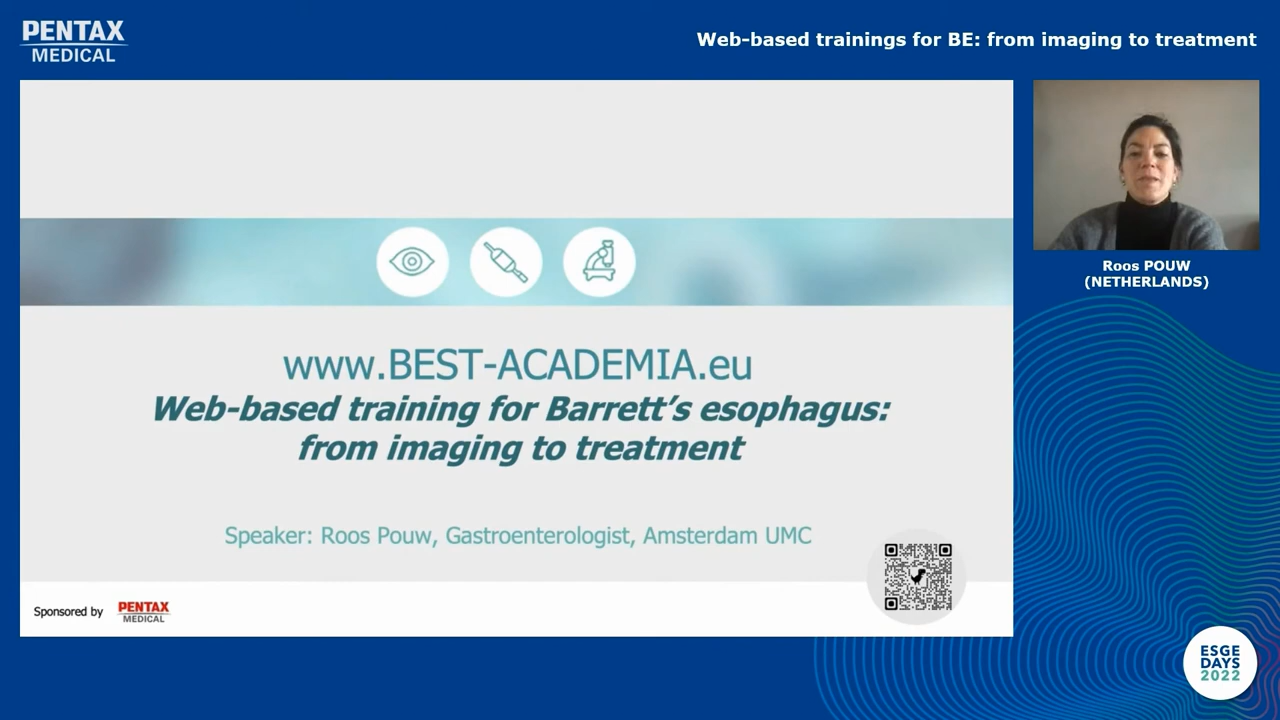 PENTAX
MEDICAL
Web-based trainings for BE: from imaging to treatment
www.BEST-ACADEMIA.eu
Web-based training for Barrett's esophagus:
from imaging to treatment
Speaker: Roos Pouw, Gastroenterologist, Amsterdam UMC
Sponsored by PENTAX
MEDICAL
Roos POUW
(NETHERLANDS)
ESGE
DAYS
2022